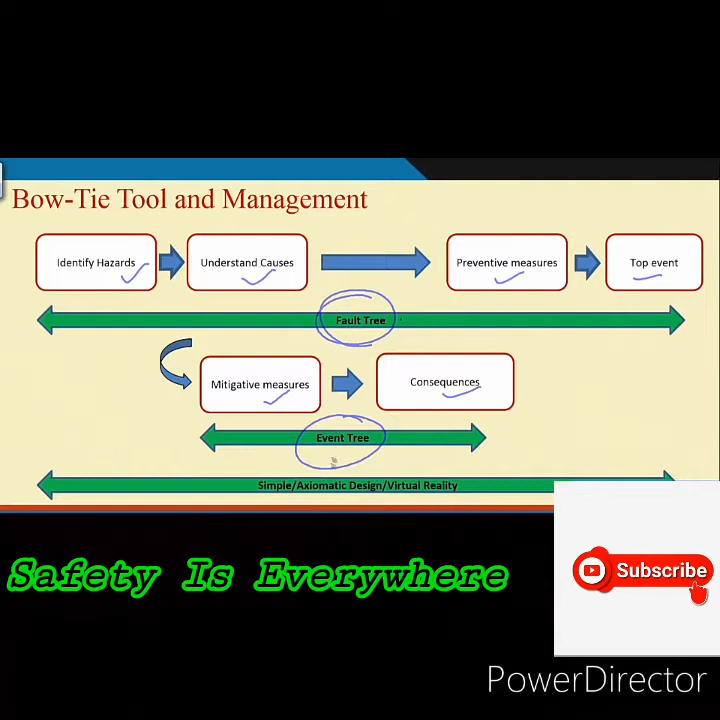 Bow-Tie Tool and Management
Identify Hazards
Understand Causes
Preventive measures
Top event
Fault Tree
Mitigative measures
Consequences
Event Tree
Simple/Axiomatic Design/Virtual Reality
Safety Is Everywhere
Subscribe
PowerDirector